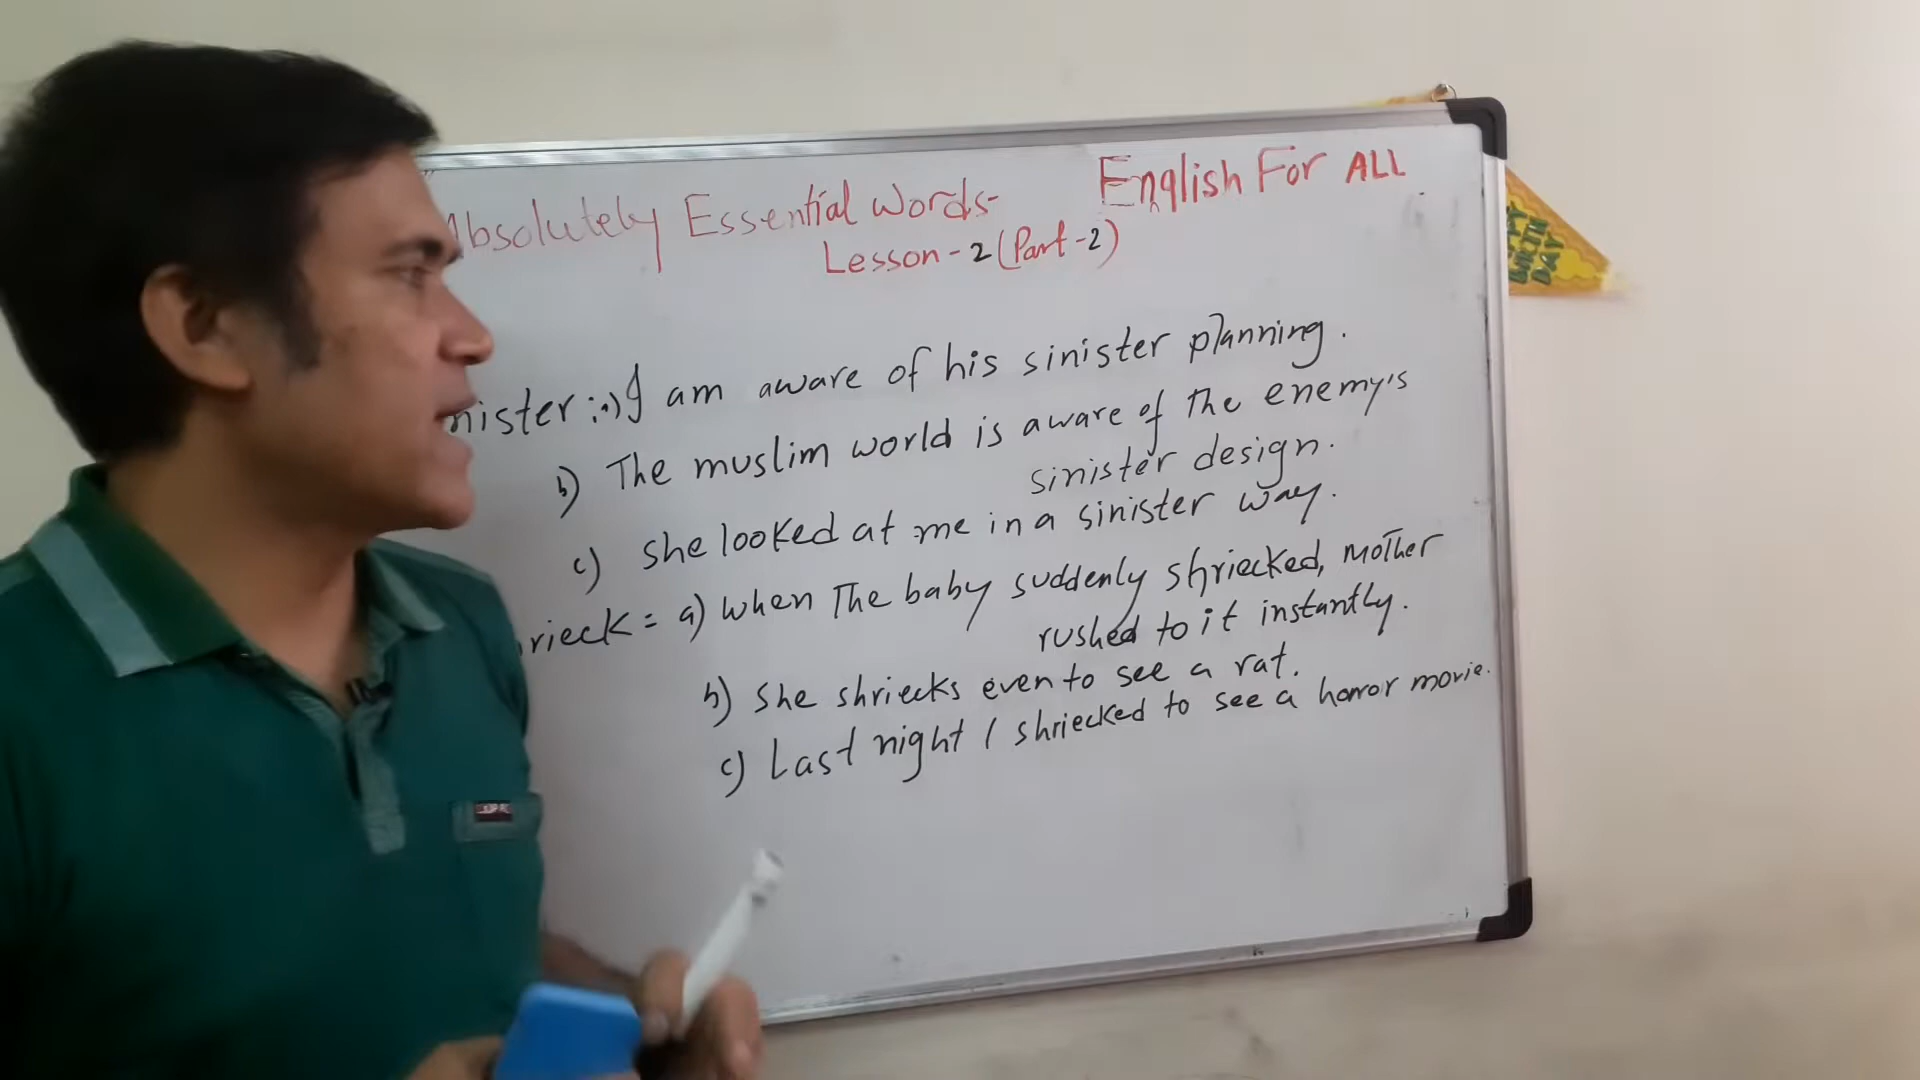 Absolutely Essential Words-
English For ALL
Lesson-2 (Part-2)
nister: a) I am aware of his sinister planning.
b) The muslim world is aware of the enemy's
sinister design.
c) she looked at me in a sinister way.
rieck = a) when The baby suddenly shriecked, mother
rushed to it instantly.
b) She shriecks even to see a rat.
c) Last night I shriecked to see a horror movie.
DAY